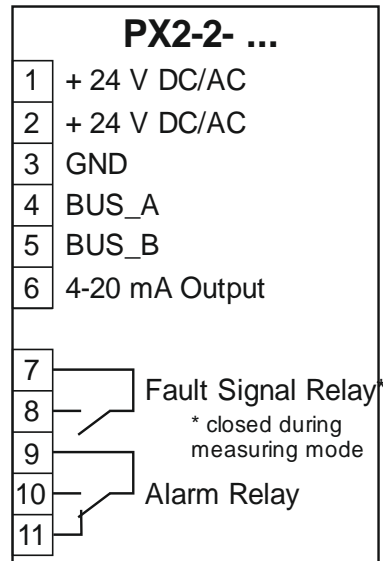 PX2-2- ...
1 + 24 V DC/AC
2 + 24 V DC/AC
3 GND
4 BUS_A
5 BUS_B
6 4-20 mA Output
7
Fault Signal Relay*
8
* closed during
measuring mode
9
10 Alarm Relay
11